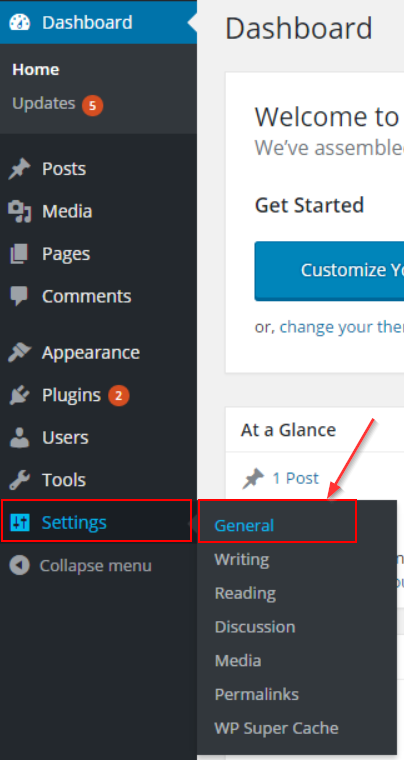 Dashboard
Home
Updates 5
Posts
Media
Pages
Comments
Appearance
Plugins 2
Users
Tools
Settings
Collapse menu
General
Writing
Reading
Discussion
Media
Permalinks
WP Super Cache
Dashboard
Welcome to
We've assemble
Get Started
Customize Yo
or, change your the
At a Glance
1 Post